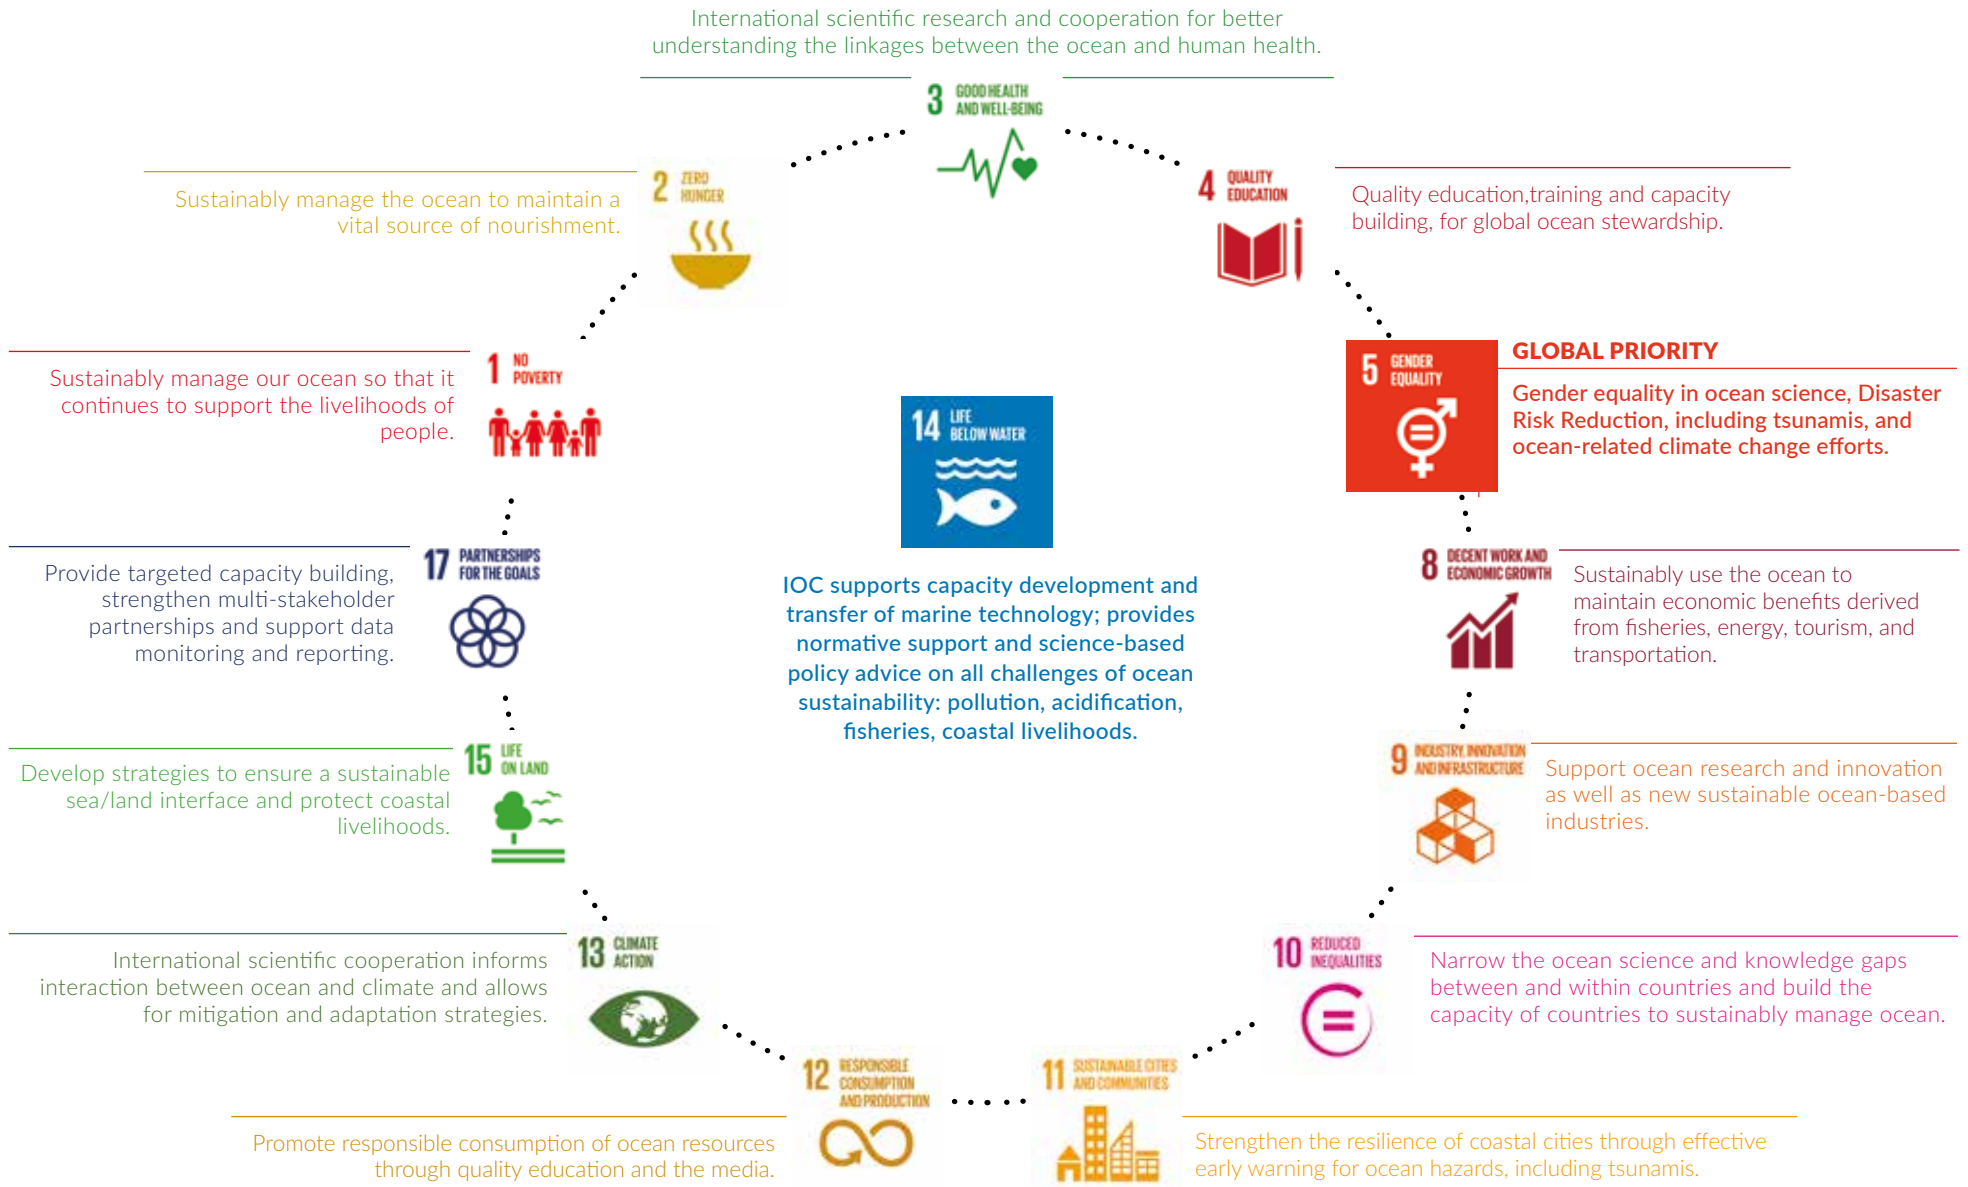 International scientific research and cooperation for better
understanding the linkages between the ocean and human health.
3 GOOD HEALTH
AND WELL-BEING
2 ZERO
HUNGER
Sustainably manage the ocean to maintain a
vital source of nourishment.
4 QUALITY
EDUCATION
Quality education,training and capacity
building, for global ocean stewardship.
1 NO
POVERTY
Sustainably manage our ocean so that it
continues to support the livelihoods of
people.
5 GENDER
EQUALITY
GLOBAL PRIORITY
Gender equality in ocean science, Disaster
Risk Reduction, including tsunamis, and
ocean-related climate change efforts.
14 LIFE
BELOW WATER
IOC supports capacity development and
transfer of marine technology; provides
normative support and science-based
policy advice on all challenges of ocean
sustainability: pollution, acidification,
fisheries, coastal livelihoods.
17 PARTNERSHIPS
FOR THE GOALS
Provide targeted capacity building,
strengthen multi-stakeholder
partnerships and support data
monitoring and reporting.
8 DECENT WORK AND
ECONOMIC GROWTH
Sustainably use the ocean to
maintain economic benefits derived
from fisheries, energy, tourism, and
transportation.
15 LIFE
ON LAND
Develop strategies to ensure a sustainable
sea/land interface and protect coastal
livelihoods.
9 INDUSTRY, INNOVATION
AND INFRASTRUCTURE
Support ocean research and innovation
as well as new sustainable ocean-based
industries.
13 CLIMATE
ACTION
International scientific cooperation informs
interaction between ocean and climate and allows
for mitigation and adaptation strategies.
10 REDUCED
INEQUALITIES
Narrow the ocean science and knowledge gaps
between and within countries and build the
capacity of countries to sustainably manage ocean.
12 RESPONSIBLE
CONSUMPTION
AND PRODUCTION
Promote responsible consumption of ocean resources
through quality education and the media.
11 SUSTAINABLE CITIES
AND COMMUNITIES
Strengthen the resilience of coastal cities through effective
early warning for ocean hazards, including tsunamis.